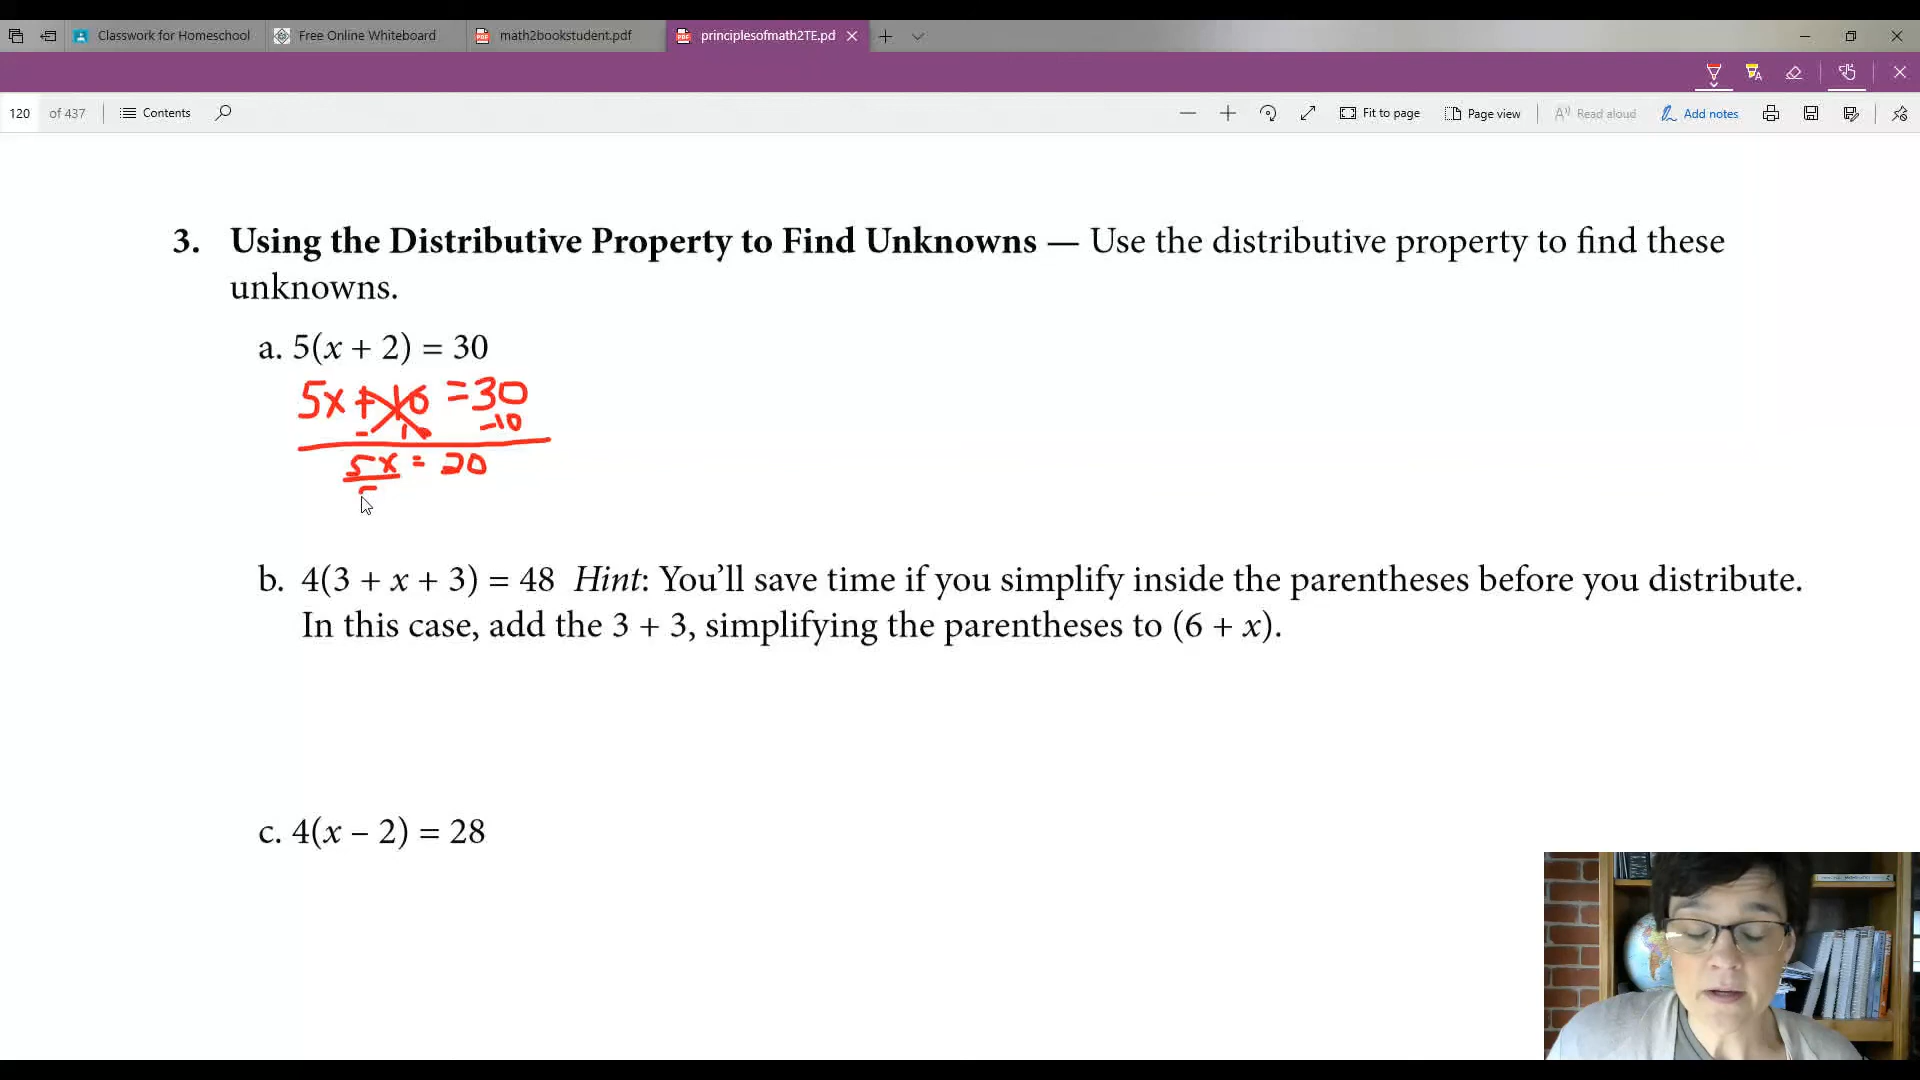 Classwork for Homeschool
Free Online Whiteboard
math2bookstudent.pdf
principlesofmath2TE.pd
120 of 437
Contents
Fit to page
Page view
Read aloud
Add notes
3. Using the Distributive Property to Find Unknowns — Use the distributive property to find these
unknowns.
a. 5(x + 2) = 30
5x + 10 = 30
- 10 -10
5x = 20
5
b. 4(3 + x + 3) = 48 Hint: You'll save time if you simplify inside the parentheses before you distribute.
In this case, add the 3 + 3, simplifying the parentheses to (6 + x).
c. 4(x – 2) = 28